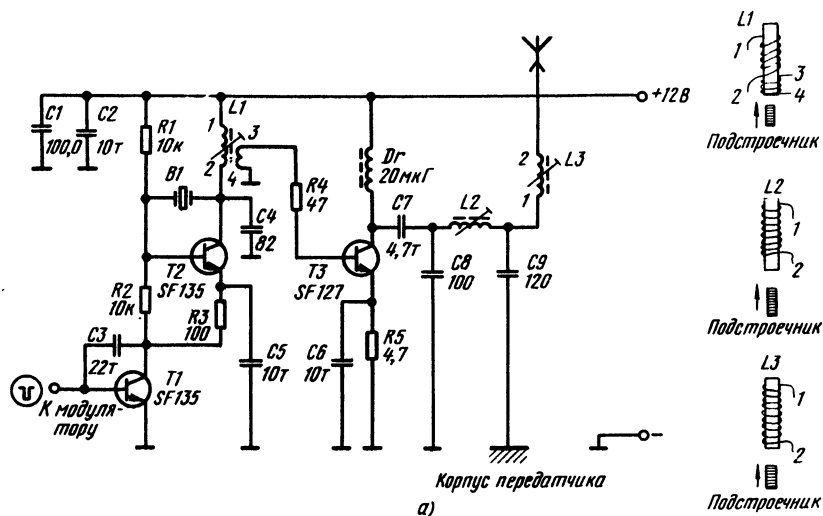 C1
100,0
C2
10т
R1
10к
B1
L1
1
2
3
4
R4
47
C4
82
Dr
20мкГ
C7
4,7т
L2
2
1
L3
+12В
T2
SF135
T3
SF127
R2
10к
R3
100
C3
22т
T1
SF135
C5
10т
C6
10т
R5
4,7
C8
100
C9
120
К модуля-
тору
Корпус передатчика
–
а)
L1
1
2
3
4
Подстроечник
L2
1
2
Подстроечник
L3
1
2
Подстроечник